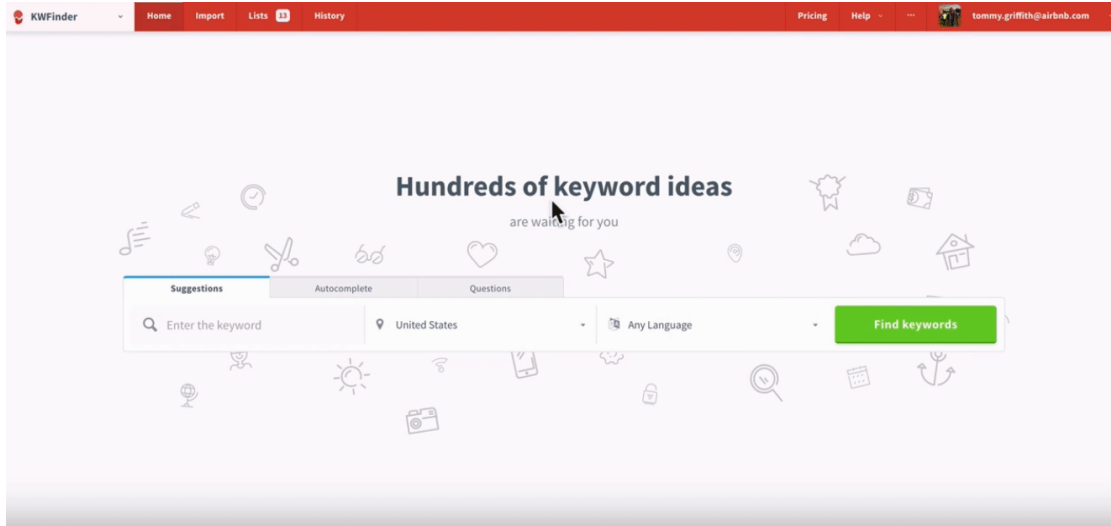 KWFinder Home Import Lists 13 History Pricing Help ... tommy.griffith@airbnb.com
Hundreds of keyword ideas
are waiting for you
Suggestions Autocomplete Questions
Enter the keyword United States Any Language Find keywords